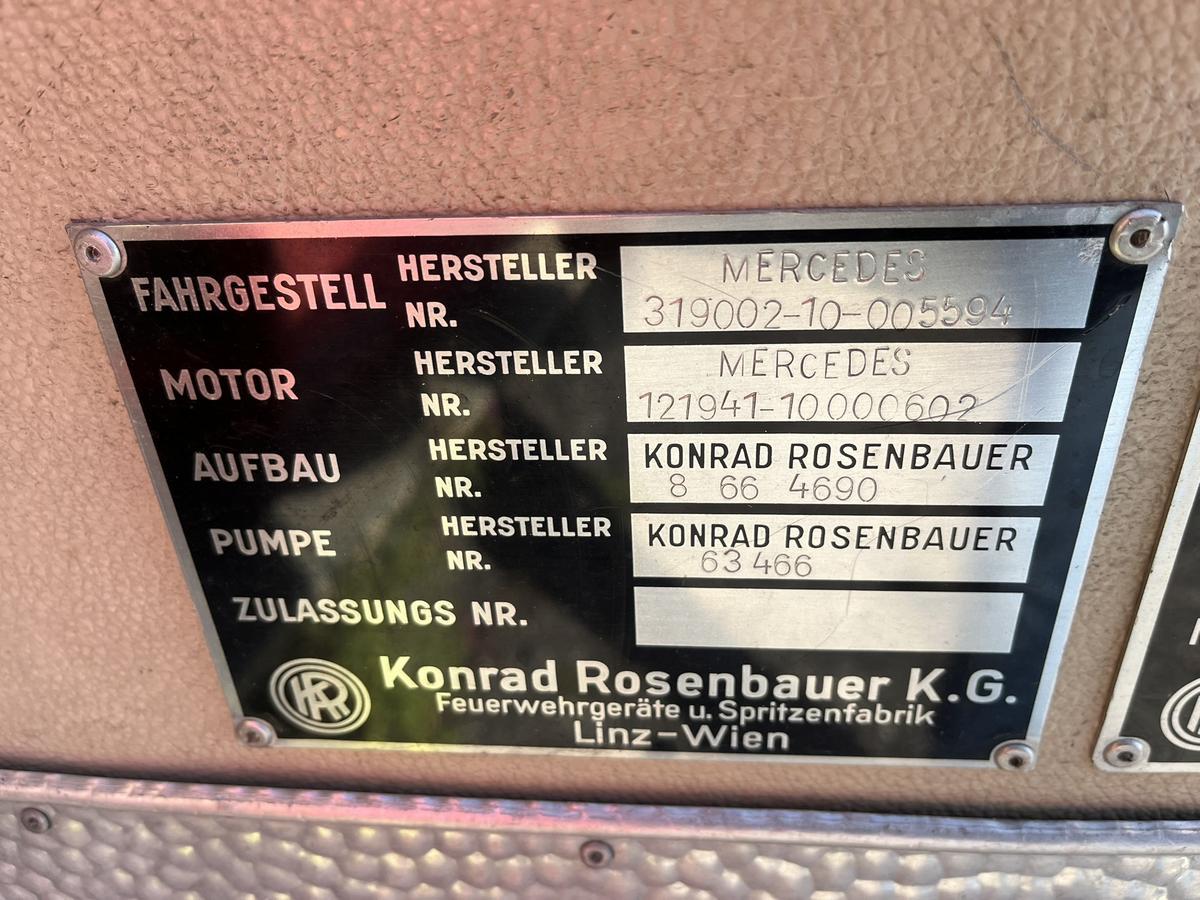 FAHRGESTELL HERSTELLER MERCEDES
NR. 319002-10-005594
MOTOR HERSTELLER MERCEDES
NR. 121941-10000602
AUFBAU HERSTELLER KONRAD ROSENBAUER
NR. 8 66 4690
PUMPE HERSTELLER KONRAD ROSENBAUER
NR. 63 466
ZULASSUNGS NR.
KR Konrad Rosenbauer K.G.
Feuerwehrgeräte u. Spritzenfabrik
Linz-Wien